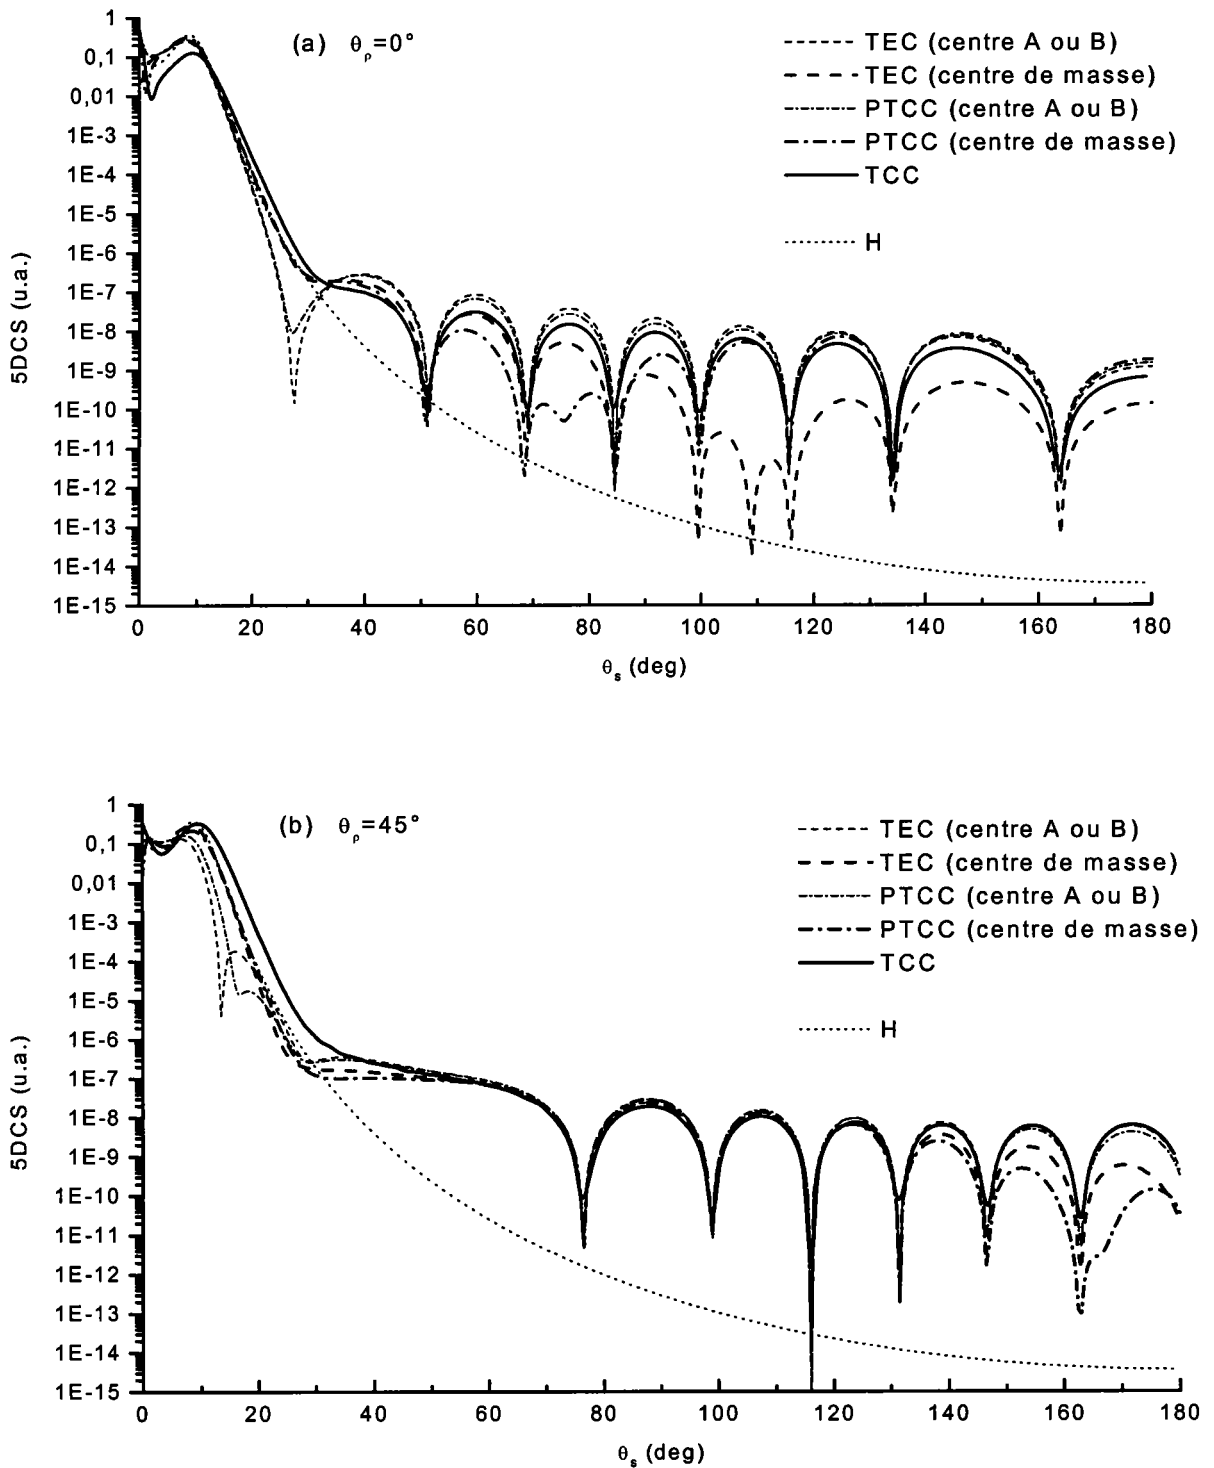 (a) θρ=0°
TEC (centre A ou B)
TEC (centre de masse)
PTCC (centre A ou B)
PTCC (centre de masse)
TCC
H
5DCS (u.a.)
1
0,1
0,01
1E-3
1E-4
1E-5
1E-6
1E-7
1E-8
1E-9
1E-10
1E-11
1E-12
1E-13
1E-14
1E-15
0 20 40 60 80 100 120 140 160 180
θs (deg)
(b) θρ=45°
TEC (centre A ou B)
TEC (centre de masse)
PTCC (centre A ou B)
PTCC (centre de masse)
TCC
H
5DCS (u.a.)
1
0,1
0,01
1E-3
1E-4
1E-5
1E-6
1E-7
1E-8
1E-9
1E-10
1E-11
1E-12
1E-13
1E-14
1E-15
0 20 40 60 80 100 120 140 160 180
θs (deg)